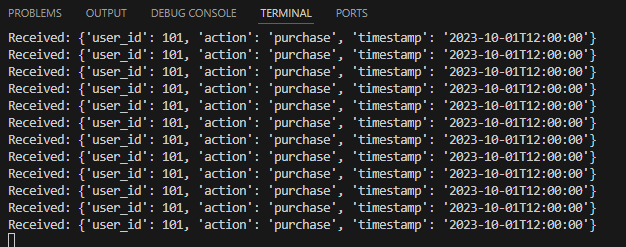 PROBLEMS OUTPUT DEBUG CONSOLE TERMINAL PORTS
Received: {'user_id': 101, 'action': 'purchase', 'timestamp': '2023-10-01T12:00:00'}
Received: {'user_id': 101, 'action': 'purchase', 'timestamp': '2023-10-01T12:00:00'}
Received: {'user_id': 101, 'action': 'purchase', 'timestamp': '2023-10-01T12:00:00'}
Received: {'user_id': 101, 'action': 'purchase', 'timestamp': '2023-10-01T12:00:00'}
Received: {'user_id': 101, 'action': 'purchase', 'timestamp': '2023-10-01T12:00:00'}
Received: {'user_id': 101, 'action': 'purchase', 'timestamp': '2023-10-01T12:00:00'}
Received: {'user_id': 101, 'action': 'purchase', 'timestamp': '2023-10-01T12:00:00'}
Received: {'user_id': 101, 'action': 'purchase', 'timestamp': '2023-10-01T12:00:00'}
Received: {'user_id': 101, 'action': 'purchase', 'timestamp': '2023-10-01T12:00:00'}
Received: {'user_id': 101, 'action': 'purchase', 'timestamp': '2023-10-01T12:00:00'}
Received: {'user_id': 101, 'action': 'purchase', 'timestamp': '2023-10-01T12:00:00'}
Received: {'user_id': 101, 'action': 'purchase', 'timestamp': '2023-10-01T12:00:00'}